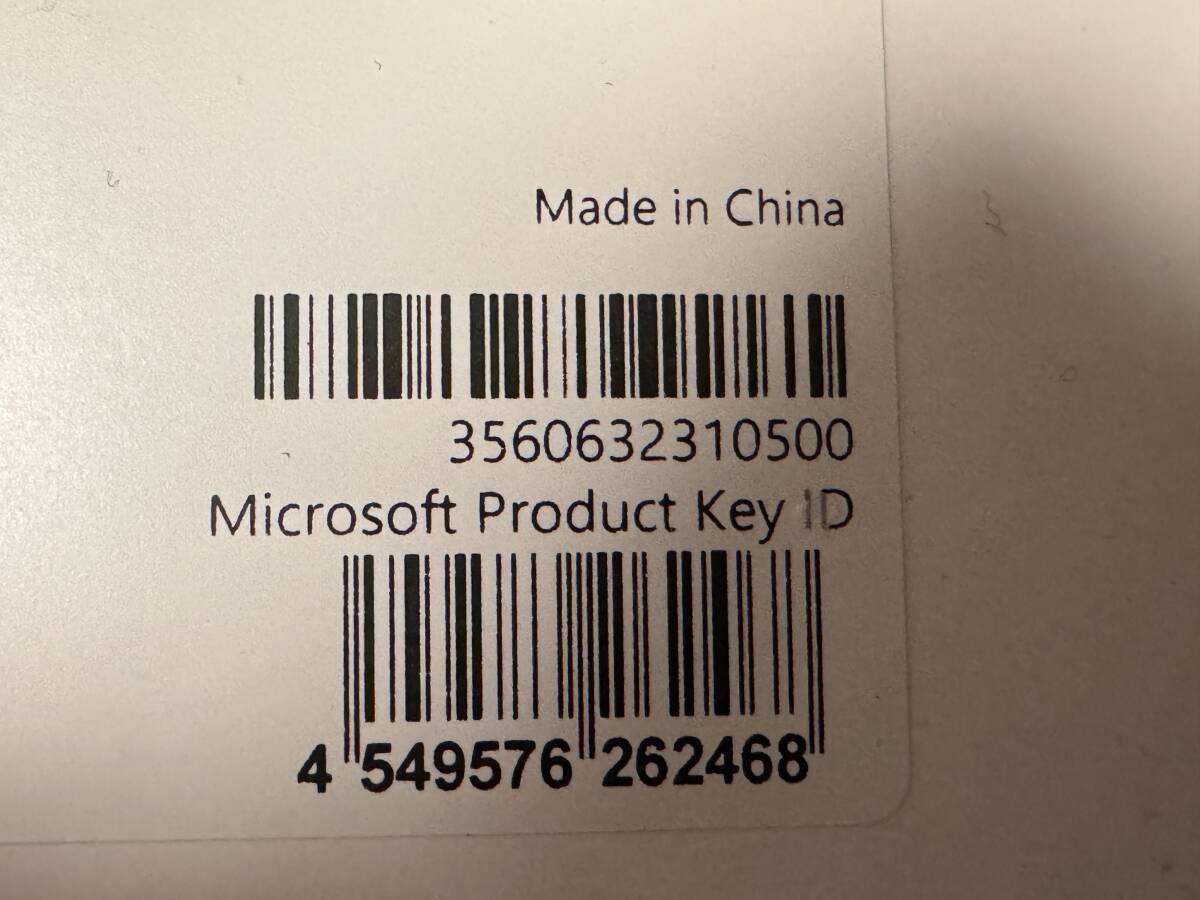 Made in China
3560632310500
Microsoft Product Key ID
4 549576 262468